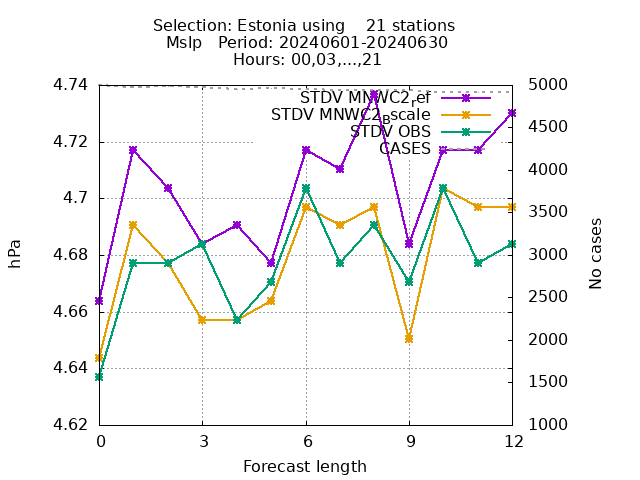 Selection: Estonia using    21 stations
Mslp   Period: 20240601-20240630
Hours: 00,03,...,21
4.74
4.72
4.7
4.68
4.66
4.64
4.62
hPa
5000
4500
4000
3500
3000
2500
2000
1500
1000
No cases
STDV MNWC2ref
STDV MNWC2Bscale
STDV OBS
CASES
0
3
6
9
12
Forecast length